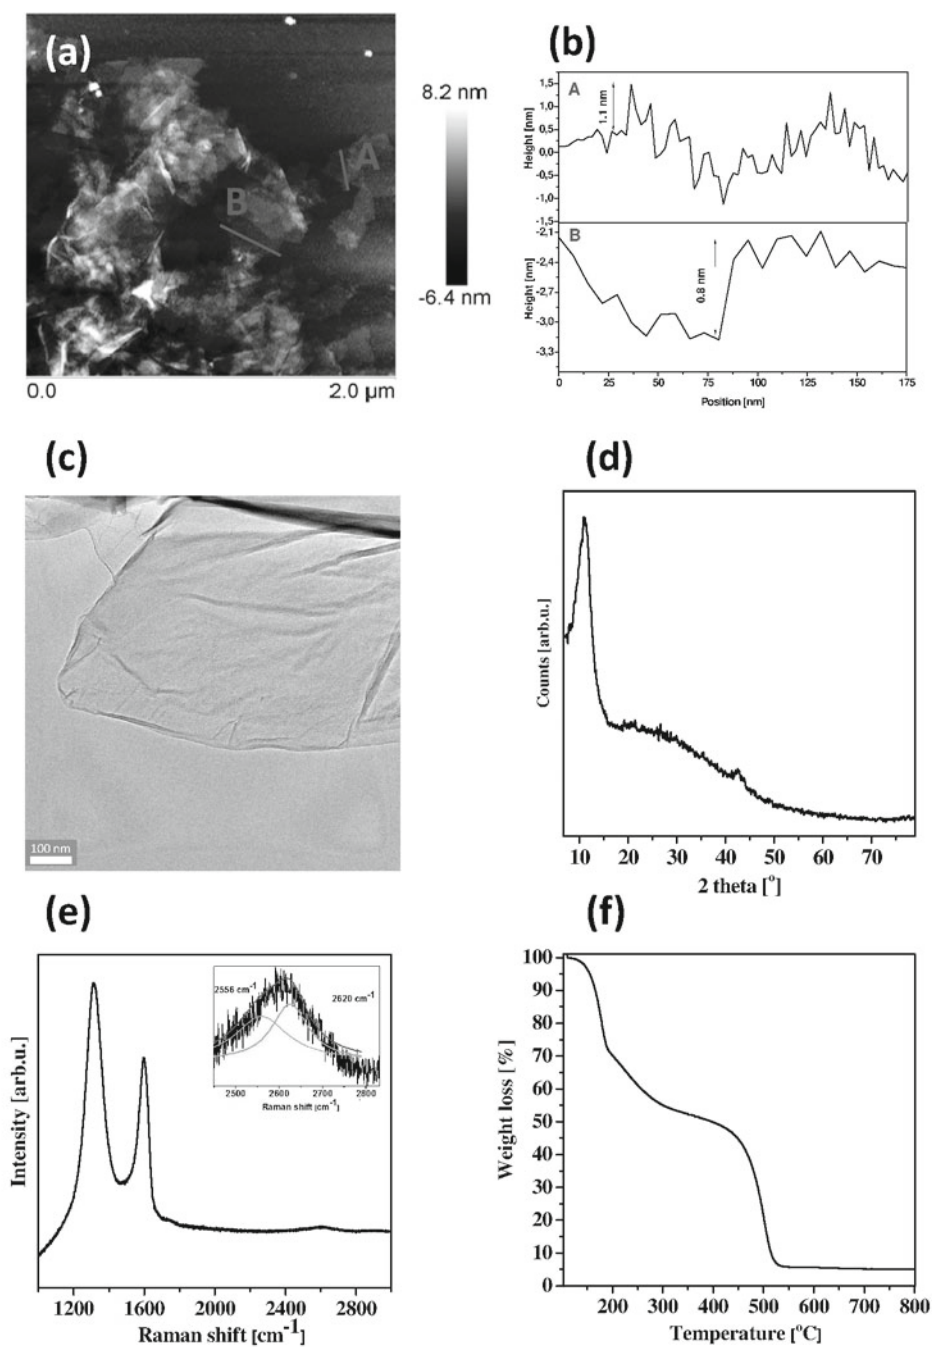 (a)
A
B
8.2 nm
-6.4 nm
0.0
2.0 µm
(b)
A
1.1 nm
Height [nm]
1,5
1,0
0,5
0,0
-0,5
-1,0
-1,5
B
0.8 nm
Height [nm]
-2,1
-2,4
-2,7
-3,0
-3,3
0 25 50 75 100 125 150 175
Position [nm]
(c)
100 nm
(d)
Counts [arb.u.]
10 20 30 40 50 60 70
2 theta [°]
(e)
Intensity [arb.u.]
2556 cm-1
2620 cm-1
2500 2600 2700 2800
Raman shift [cm-1]
1200 1600 2000 2400 2800
Raman shift [cm-1]
(f)
Weight loss [%]
100
90
80
70
60
50
40
30
20
10
0
200 300 400 500 600 700 800
Temperature [°C]